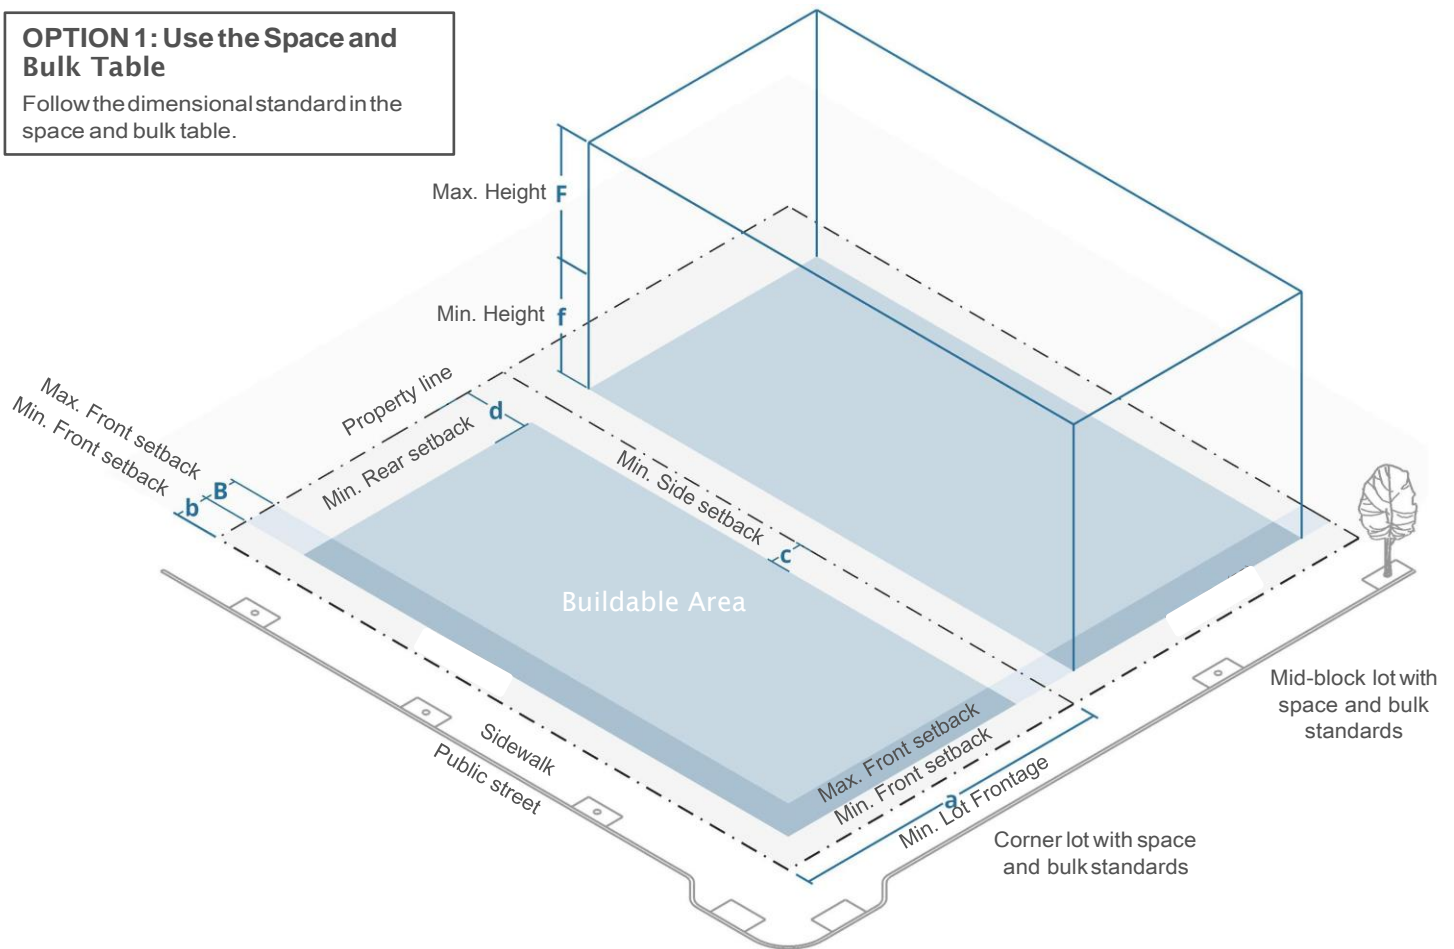 OPTION 1: Use the Space and
Bulk Table
Follow the dimensional standard in the
space and bulk table.
Max. Height F
Min. Height f
Property line
d
Min. Rear setback
Max. Front setback
Min. Front setback
B
b
Min. Side setback
c
Buildable Area
Sidewalk
Public street
Max. Front setback
Min. Front setback
a
Min. Lot Frontage
Mid-block lot with
space and bulk
standards
Corner lot with space
and bulk standards